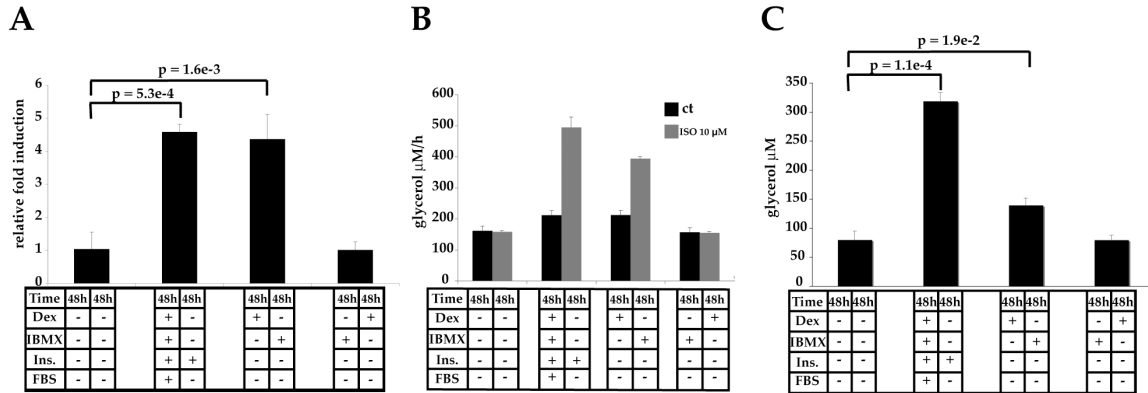 A
p = 1.6e-3
p = 5.3e-4
relative fold induction
6
5
4
3
2
1
0
Time 48h 48h 48h 48h 48h 48h 48h 48h
Dex - - + - + - - +
IBMX - - + - - + + -
Ins. - - + + - - - -
FBS - - + - - - - -
B
ct
ISO 10 µM
glycerol µM/h
600
500
400
300
200
100
0
Time 48h 48h 48h 48h 48h 48h 48h 48h
Dex - - + - + - - +
IBMX - - + - - + + -
Ins. - - + + - - - -
FBS - - + - - - - -
C
p = 1.9e-2
p = 1.1e-4
glycerol µM
350
300
250
200
150
100
50
0
Time 48h 48h 48h 48h 48h 48h 48h 48h
Dex - - + - + - - +
IBMX - - + - - + + -
Ins. - - + + - - - -
FBS - - + - - - - -